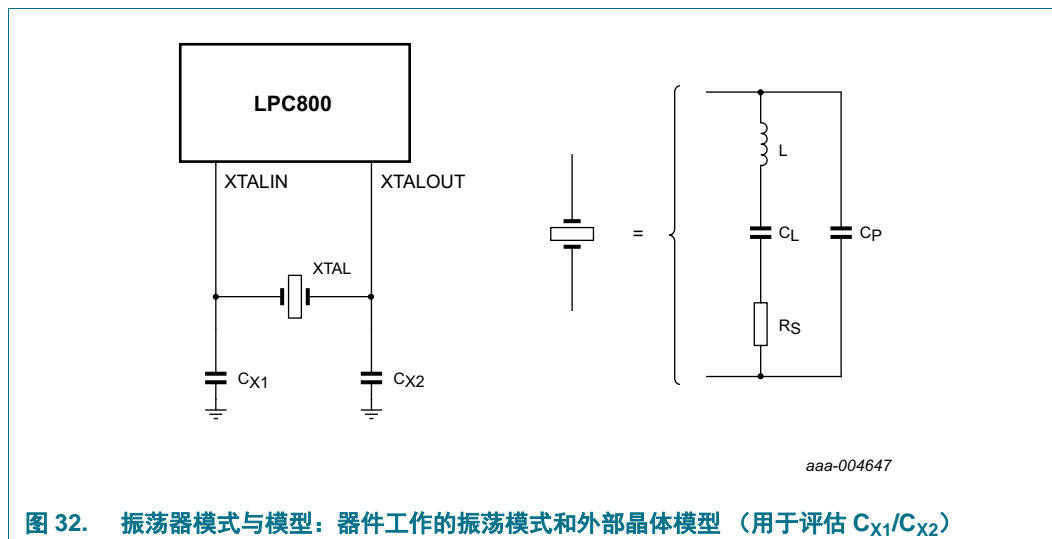 LPC800
XTALIN
XTALOUT
XTAL
CX1
CX2
=
L
CL
CP
RS
aaa-004647
图 32. 振荡器模式与模型：器件工作的振荡模式和外部晶体模型 （用于评估 CX1/CX2）